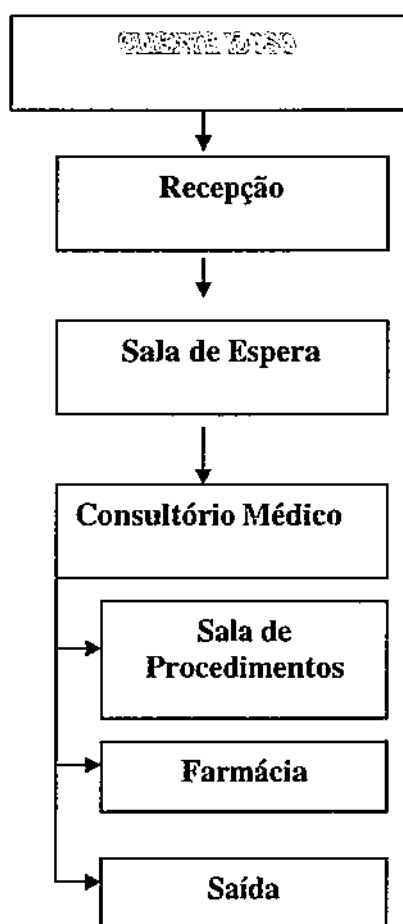 Recepção
Sala de Espera
Consultório Médico
Sala de
Procedimentos
Farmácia
Saída